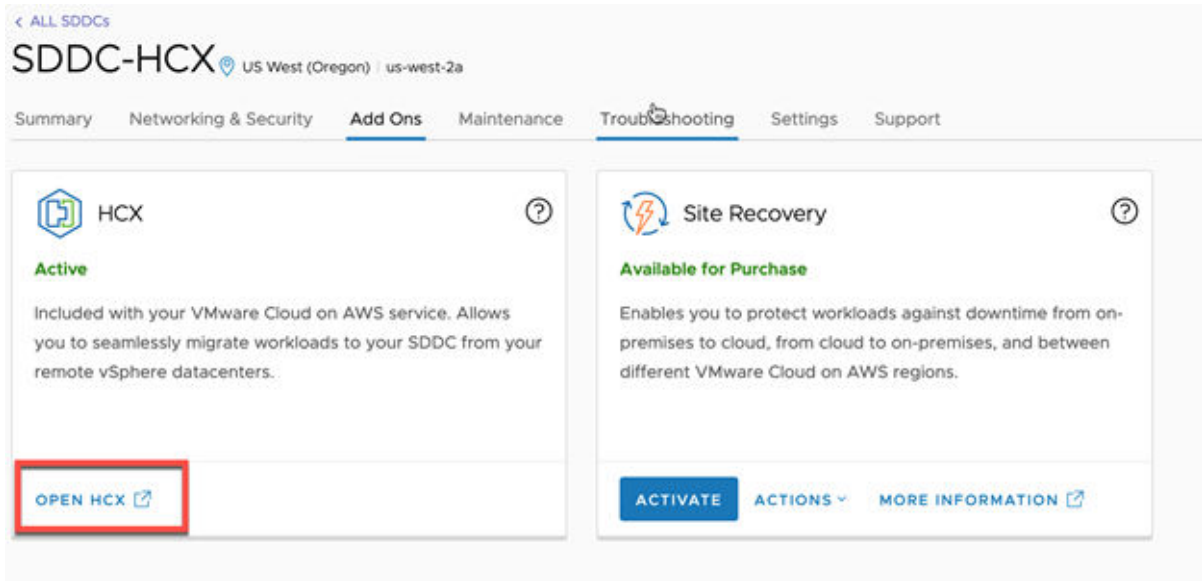 < ALL SDDCs
SDDC-HCX US West (Oregon) us-west-2a
Summary Networking & Security Add Ons Maintenance Troubleshooting Settings Support
HCX
Active
Included with your VMware Cloud on AWS service. Allows
you to seamlessly migrate workloads to your SDDC from your
remote vSphere datacenters.
OPEN HCX
Site Recovery
Available for Purchase
Enables you to protect workloads against downtime from on-
premises to cloud, from cloud to on-premises, and between
different VMware Cloud on AWS regions.
ACTIVATE ACTIONS MORE INFORMATION